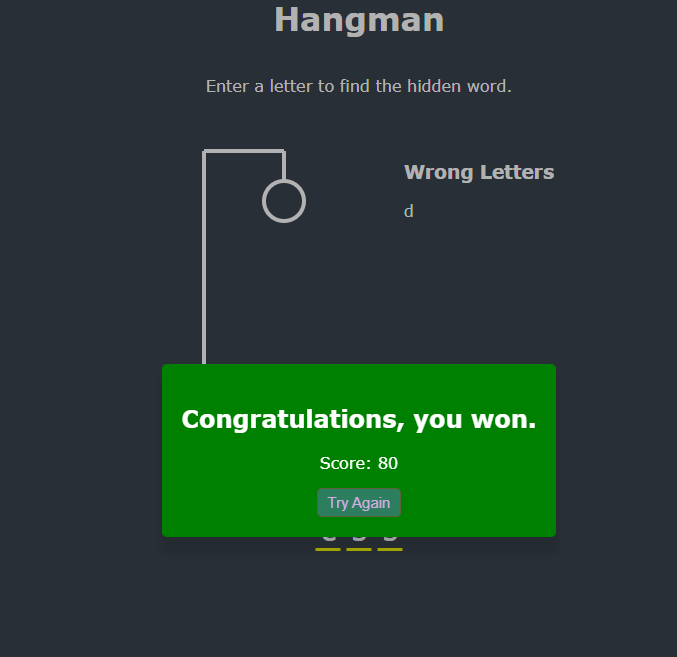 Hangman
Enter a letter to find the hidden word.
Wrong Letters
d
Congratulations, you won.
Score: 80
Try Again